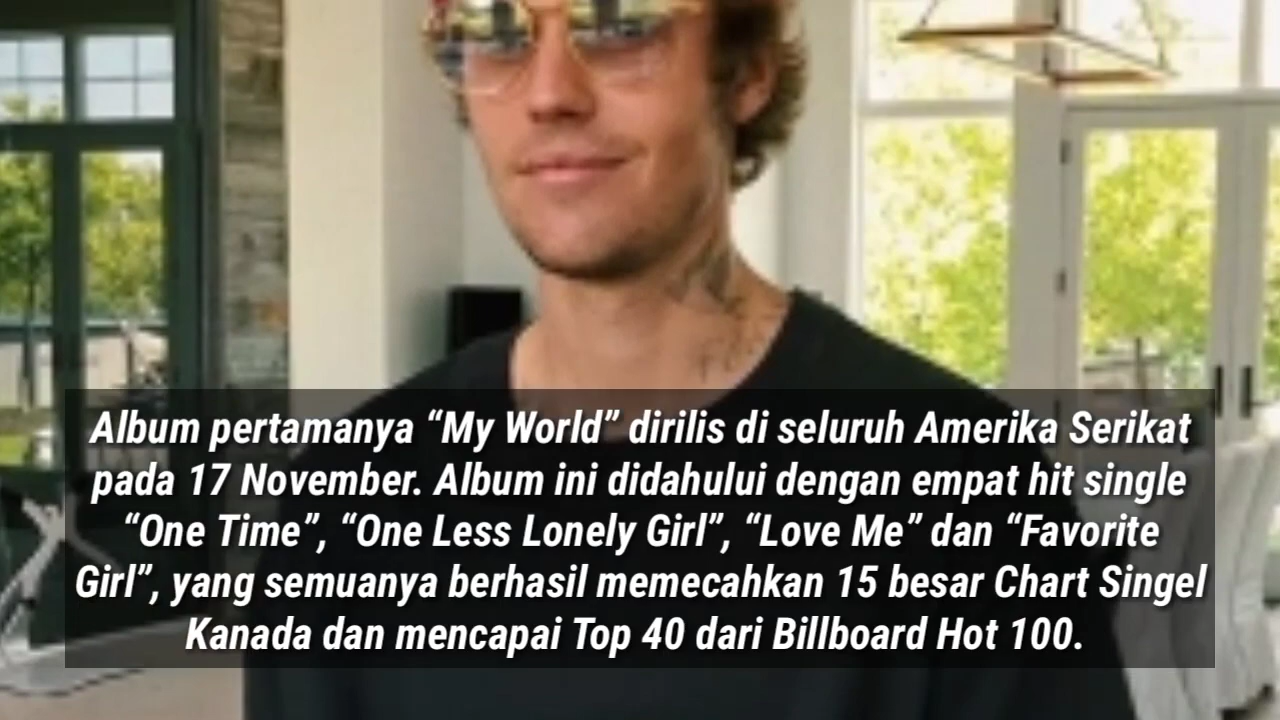 Album pertamanya “My World” dirilis di seluruh Amerika Serikat
pada 17 November. Album ini didahului dengan empat hit single
“One Time”, “One Less Lonely Girl”, “Love Me” dan “Favorite
Girl”, yang semuanya berhasil memecahkan 15 besar Chart Singel
Kanada dan mencapai Top 40 dari Billboard Hot 100.